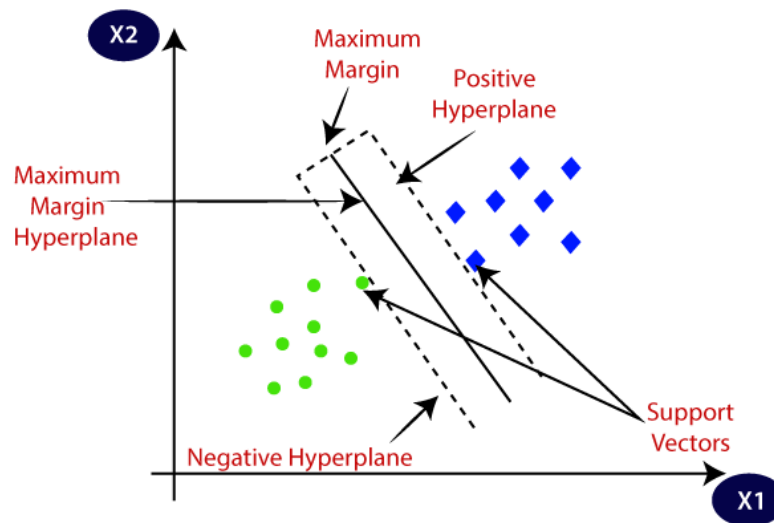 X2
Maximum
Margin
Positive
Hyperplane
Maximum
Margin
Hyperplane
Support
Vectors
Negative Hyperplane
X1